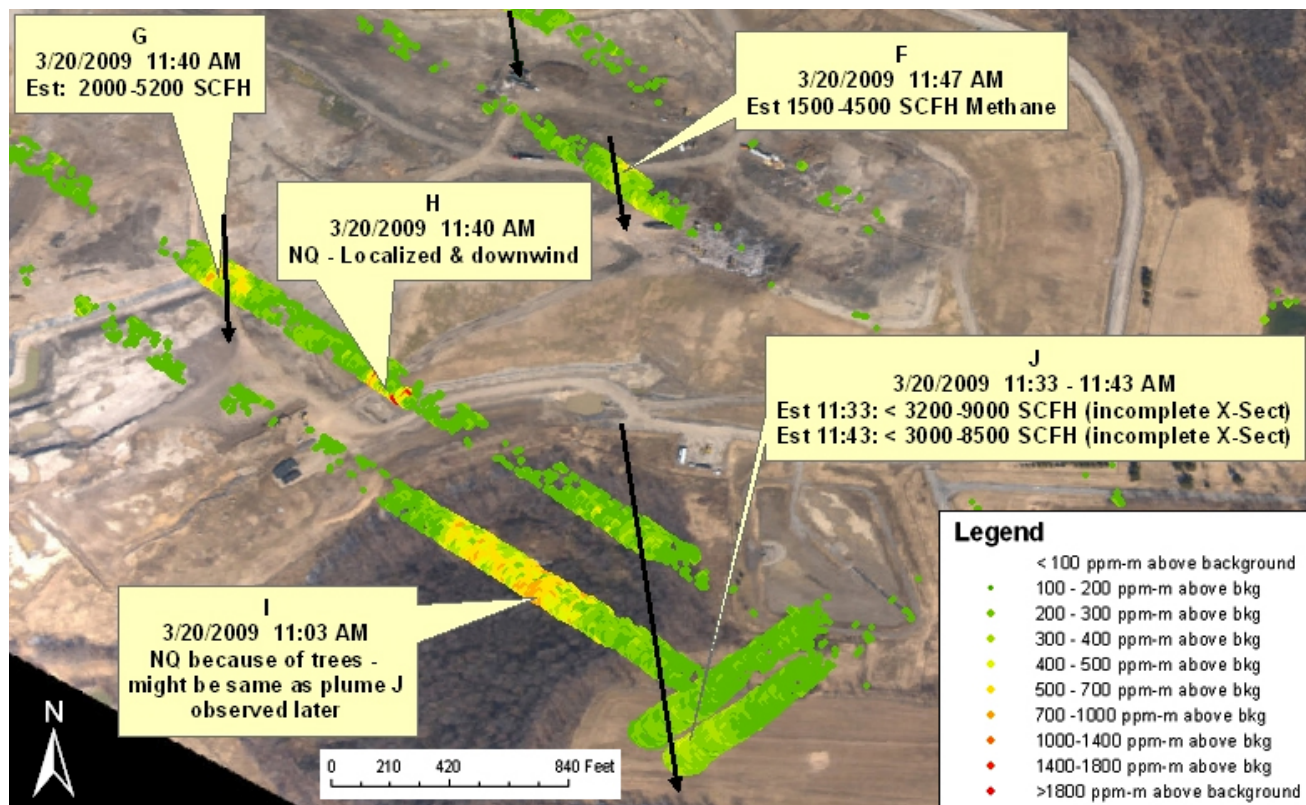 G
3/20/2009 11:40 AM
Est: 2000-5200 SCFH
F
3/20/2009 11:47 AM
Est 1500-4500 SCFH Methane
H
3/20/2009 11:40 AM
NQ - Localized & downwind
J
3/20/2009 11:33 - 11:43 AM
Est 11:33: < 3200-9000 SCFH (incomplete X-Sect)
Est 11:43: < 3000-8500 SCFH (incomplete X-Sect)
I
3/20/2009 11:03 AM
NQ because of trees -
might be same as plume J
observed later
N
0 210 420 840 Feet
Legend
< 100 ppm-m above background
100 - 200 ppm-m above bkg
200 - 300 ppm-m above bkg
300 - 400 ppm-m above bkg
400 - 500 ppm-m above bkg
500 - 700 ppm-m above bkg
700 -1000 ppm-m above bkg
1000-1400 ppm-m above bkg
1400-1800 ppm-m above bkg
>1800 ppm-m above background